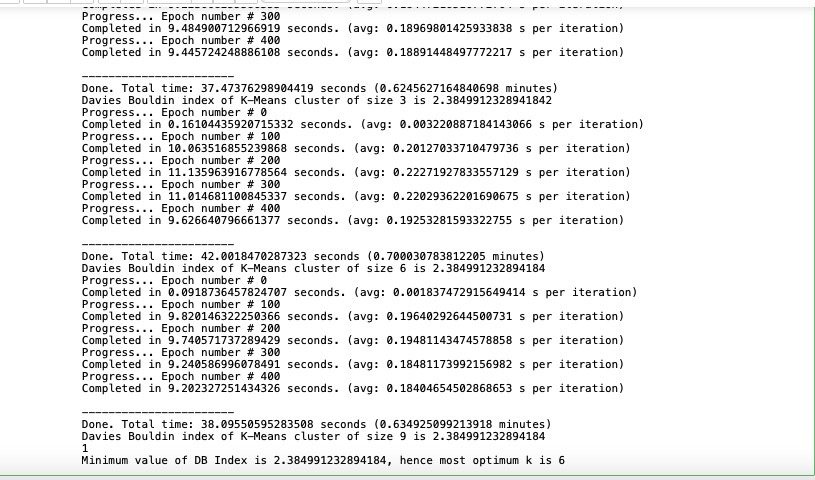 Progress... Epoch number # 300
Completed in 9.484900712966919 seconds. (avg: 0.18969801425933838 s per iteration)
Progress... Epoch number # 400
Completed in 9.445724248886108 seconds. (avg: 0.18891448497772217 s per iteration)
-----------------------
Done. Total time: 37.47376298904419 seconds (0.6245627164840698 minutes)
Davies Bouldin index of K-Means cluster of size 3 is 2.3849912328941842
Progress... Epoch number # 0
Completed in 0.16104435920715332 seconds. (avg: 0.003220887184143066 s per iteration)
Progress... Epoch number # 100
Completed in 10.063516855239868 seconds. (avg: 0.20127033710479736 s per iteration)
Progress... Epoch number # 200
Completed in 11.135963916778564 seconds. (avg: 0.22271927833557129 s per iteration)
Progress... Epoch number # 300
Completed in 11.014681100845337 seconds. (avg: 0.22029362201690675 s per iteration)
Progress... Epoch number # 400
Completed in 9.626640796661377 seconds. (avg: 0.19253281593322755 s per iteration)
-----------------------
Done. Total time: 42.0018470287323 seconds (0.700030783812205 minutes)
Davies Bouldin index of K-Means cluster of size 6 is 2.384991232894184
Progress... Epoch number # 0
Completed in 0.0918736457824707 seconds. (avg: 0.001837472915649414 s per iteration)
Progress... Epoch number # 100
Completed in 9.820146322250366 seconds. (avg: 0.19640292644500731 s per iteration)
Progress... Epoch number # 200
Completed in 9.740571737289429 seconds. (avg: 0.19481143474578858 s per iteration)
Progress... Epoch number # 300
Completed in 9.240586996078491 seconds. (avg: 0.18481173992156982 s per iteration)
Progress... Epoch number # 400
Completed in 9.202327251434326 seconds. (avg: 0.18404654502868653 s per iteration)
-----------------------
Done. Total time: 38.09550595283508 seconds (0.634925099213918 minutes)
Davies Bouldin index of K-Means cluster of size 9 is 2.384991232894184
1
Minimum value of DB Index is 2.384991232894184, hence most optimum k is 6